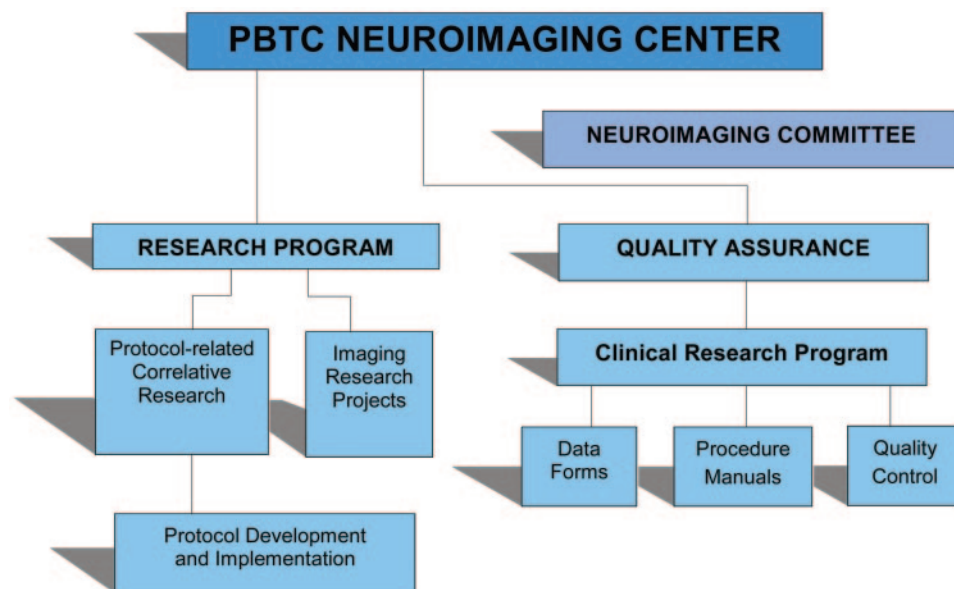 PBTC NEUROIMAGING CENTER
NEUROIMAGING COMMITTEE
RESEARCH PROGRAM
QUALITY ASSURANCE
Protocol-related
Correlative
Research
Imaging
Research
Projects
Clinical Research Program
Data
Forms
Procedure
Manuals
Quality
Control
Protocol Development
and Implementation